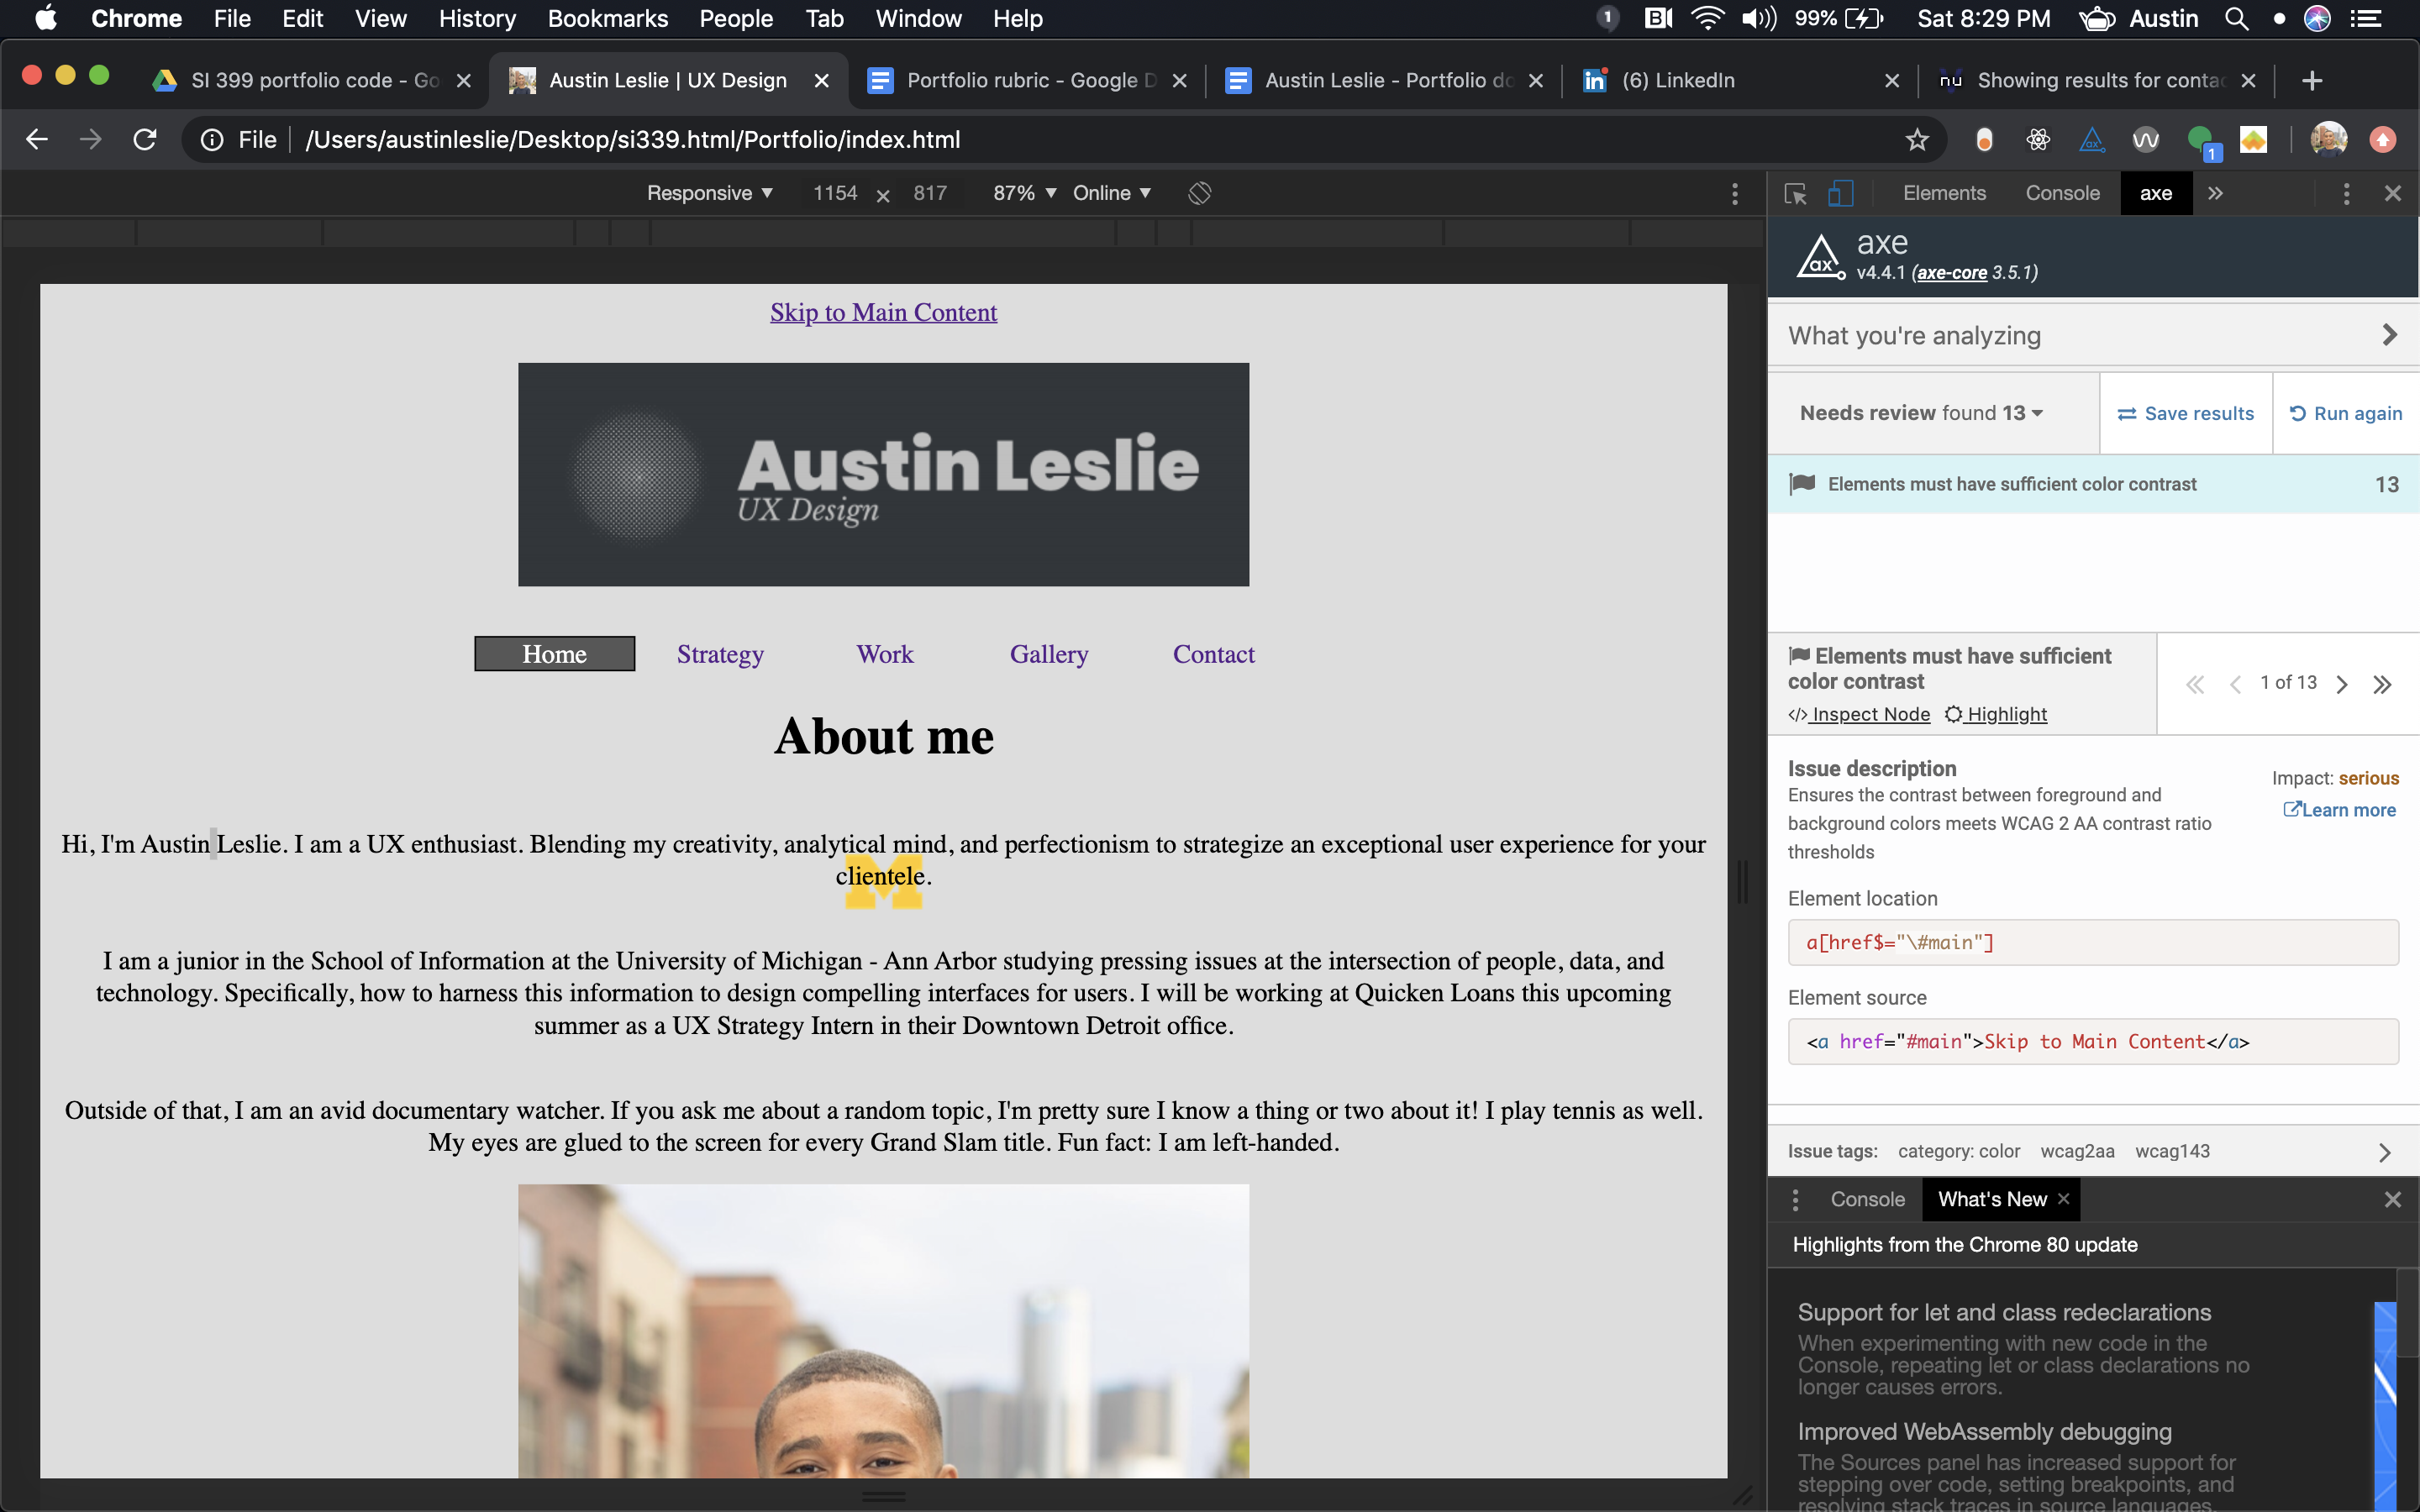 Chrome File Edit View History Bookmarks People Tab Window Help 1 B 99% Sat 8:29 PM Austin
SI 399 portfolio code - Go
Austin Leslie | UX Design
Portfolio rubric - Google D
Austin Leslie - Portfolio do
in (6) LinkedIn
nu Showing results for contac
File /Users/austinleslie/Desktop/si339.html/Portfolio/index.html
1
Responsive 1154 × 817 87% Online
Elements Console axe
ax axe
v4.4.1 (axe-core 3.5.1)
Skip to Main Content
Austin Leslie
UX Design
Home Strategy Work Gallery Contact
About me
Hi, I'm Austin Leslie. I am a UX enthusiast. Blending my creativity, analytical mind, and perfectionism to strategize an exceptional user experience for your
clientele.
M
I am a junior in the School of Information at the University of Michigan - Ann Arbor studying pressing issues at the intersection of people, data, and
technology. Specifically, how to harness this information to design compelling interfaces for users. I will be working at Quicken Loans this upcoming
summer as a UX Strategy Intern in their Downtown Detroit office.
Outside of that, I am an avid documentary watcher. If you ask me about a random topic, I'm pretty sure I know a thing or two about it! I play tennis as well.
My eyes are glued to the screen for every Grand Slam title. Fun fact: I am left-handed.
What you're analyzing
Needs review found 13 Save results Run again
Elements must have sufficient color contrast 13
Elements must have sufficient
color contrast
</> Inspect Node Highlight
1 of 13
Issue description
Impact: serious
Ensures the contrast between foreground and
background colors meets WCAG 2 AA contrast ratio
thresholds
Learn more
Element location
a[href$="\#main"]
Element source
<a href="#main">Skip to Main Content</a>
Issue tags: category: color wcag2aa wcag143
Console What's New
Highlights from the Chrome 80 update
Support for let and class redeclarations
When experimenting with new code in the
Console, repeating let or class declarations no
longer causes errors.
Improved WebAssembly debugging
The Sources panel has increased support for
stepping over code, setting breakpoints, and
resolving stack traces in source languages.